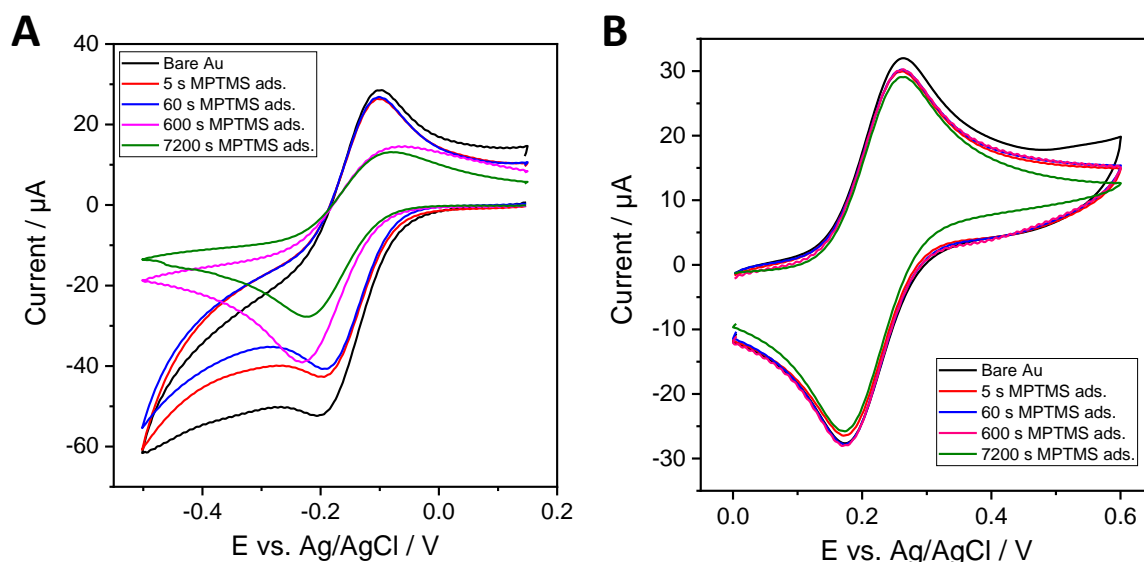 A
Current / µA
40
20
0
-20
-40
-60
Bare Au
5 s MPTMS ads.
60 s MPTMS ads.
600 s MPTMS ads.
7200 s MPTMS ads.
-0.4
-0.2
0.0
0.2
E vs. Ag/AgCl / V
B
Current / µA
30
20
10
0
-10
-20
-30
Bare Au
5 s MPTMS ads.
60 s MPTMS ads.
600 s MPTMS ads.
7200 s MPTMS ads.
0.0
0.2
0.4
0.6
E vs. Ag/AgCl / V